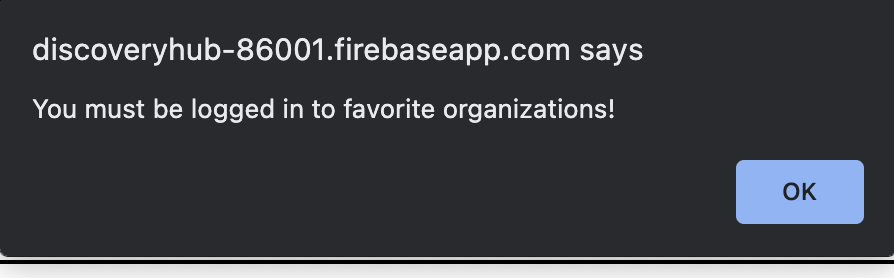 discoveryhub-86001.firebaseapp.com says
You must be logged in to favorite organizations!
OK